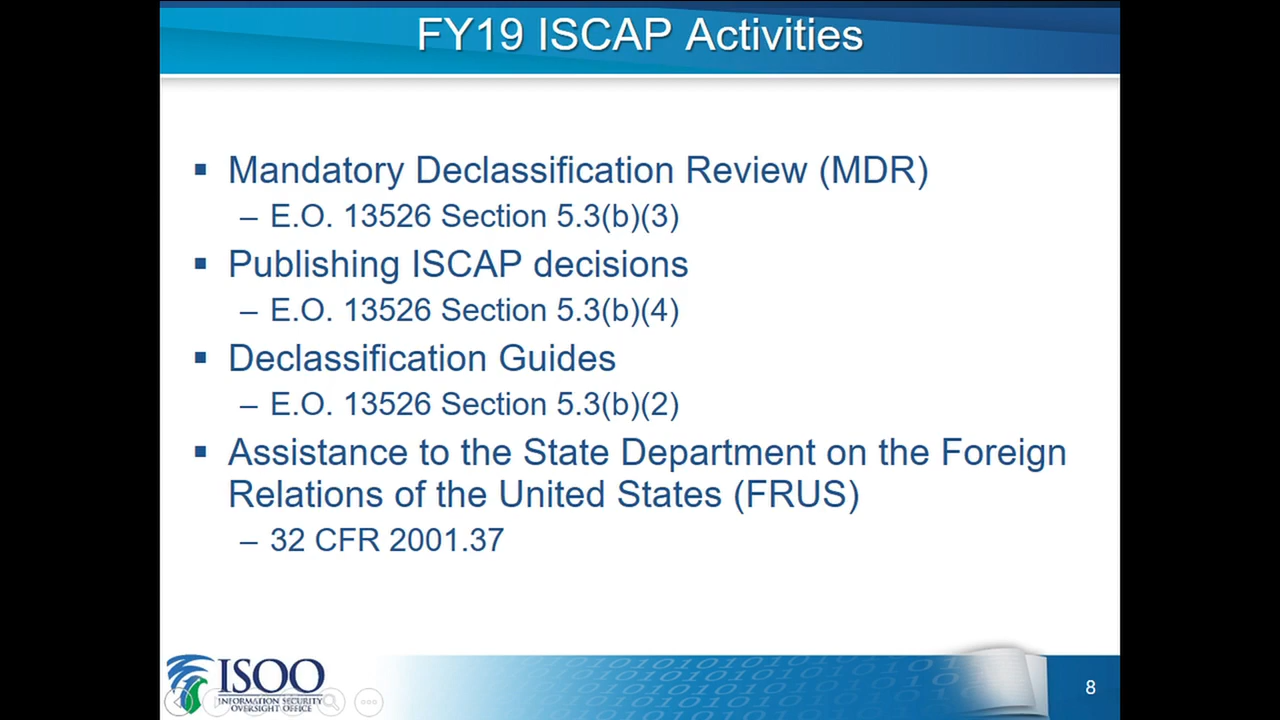 FY19 ISCAP Activities
▪ Mandatory Declassification Review (MDR)
– E.O. 13526 Section 5.3(b)(3)
▪ Publishing ISCAP decisions
– E.O. 13526 Section 5.3(b)(4)
▪ Declassification Guides
– E.O. 13526 Section 5.3(b)(2)
▪ Assistance to the State Department on the Foreign
Relations of the United States (FRUS)
– 32 CFR 2001.37
ISOO
INFORMATION SECURITY
OVERSIGHT OFFICE
8